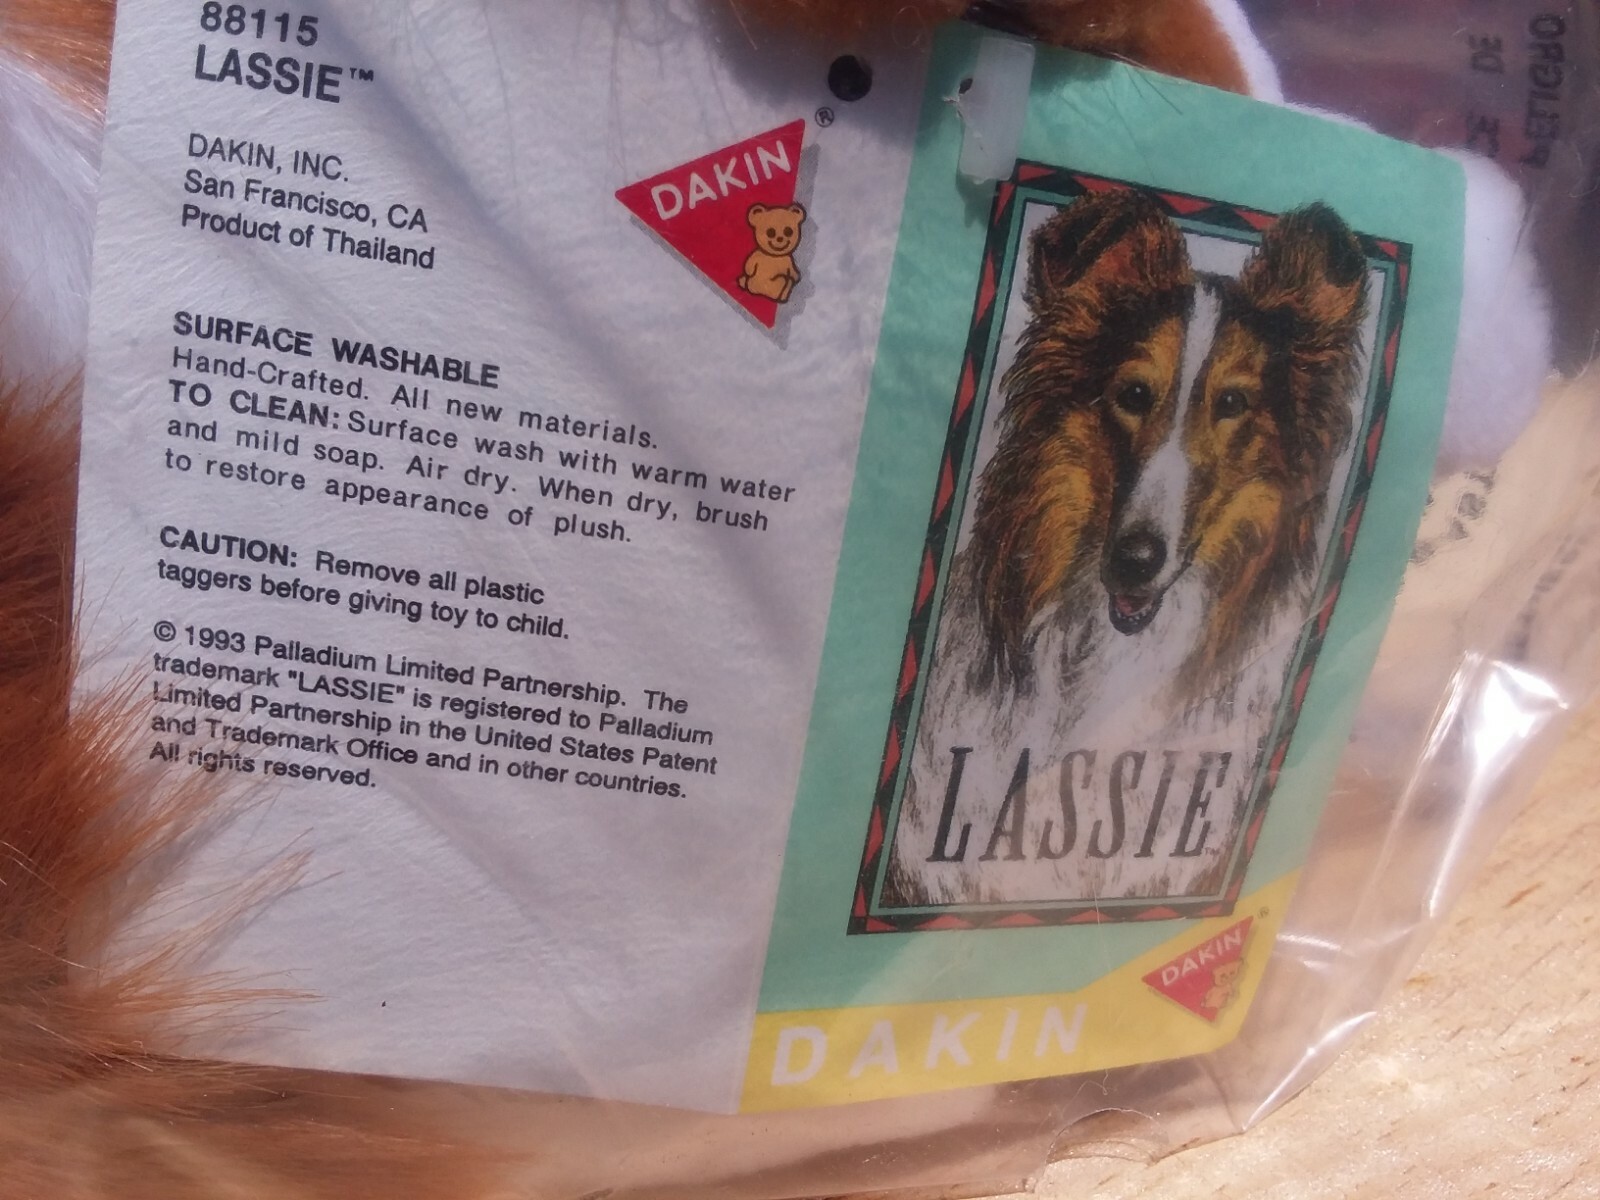 88115
LASSIE™
DAKIN, INC.
San Francisco, CA
Product of Thailand
SURFACE WASHABLE
Hand-Crafted. All new materials.
TO CLEAN: Surface wash with warm water
and mild soap. Air dry. When dry, brush
to restore appearance of plush.
CAUTION: Remove all plastic
taggers before giving toy to child.
© 1993 Palladium Limited Partnership. The
trademark "LASSIE" is registered to Palladium
Limited Partnership in the United States Patent
and Trademark Office and in other countries.
All rights reserved.
DAKIN®
LASSIE™
DAKIN®
DAKIN
DE
PELIGRO